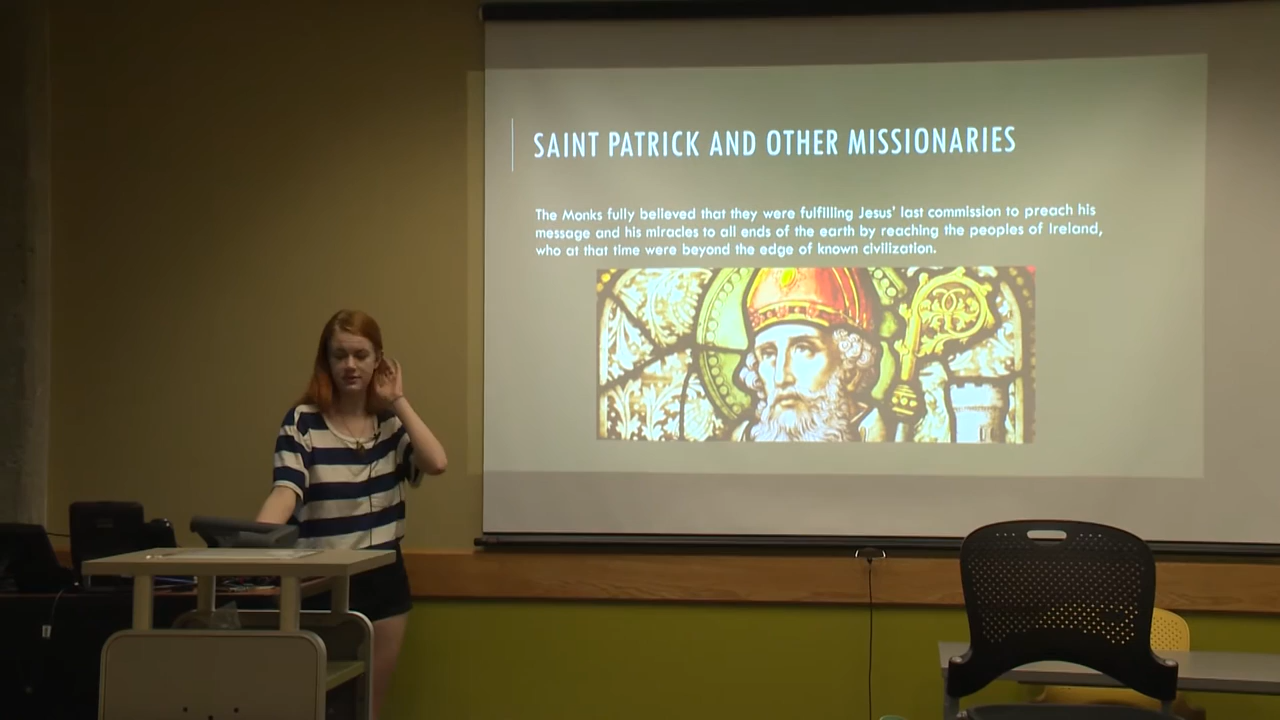 SAINT PATRICK AND OTHER MISSIONARIES
The Monks fully believed that they were fulfilling Jesus' last commission to preach his
message and his miracles to all ends of the earth by reaching the peoples of Ireland,
who at that time were beyond the edge of known civilization.